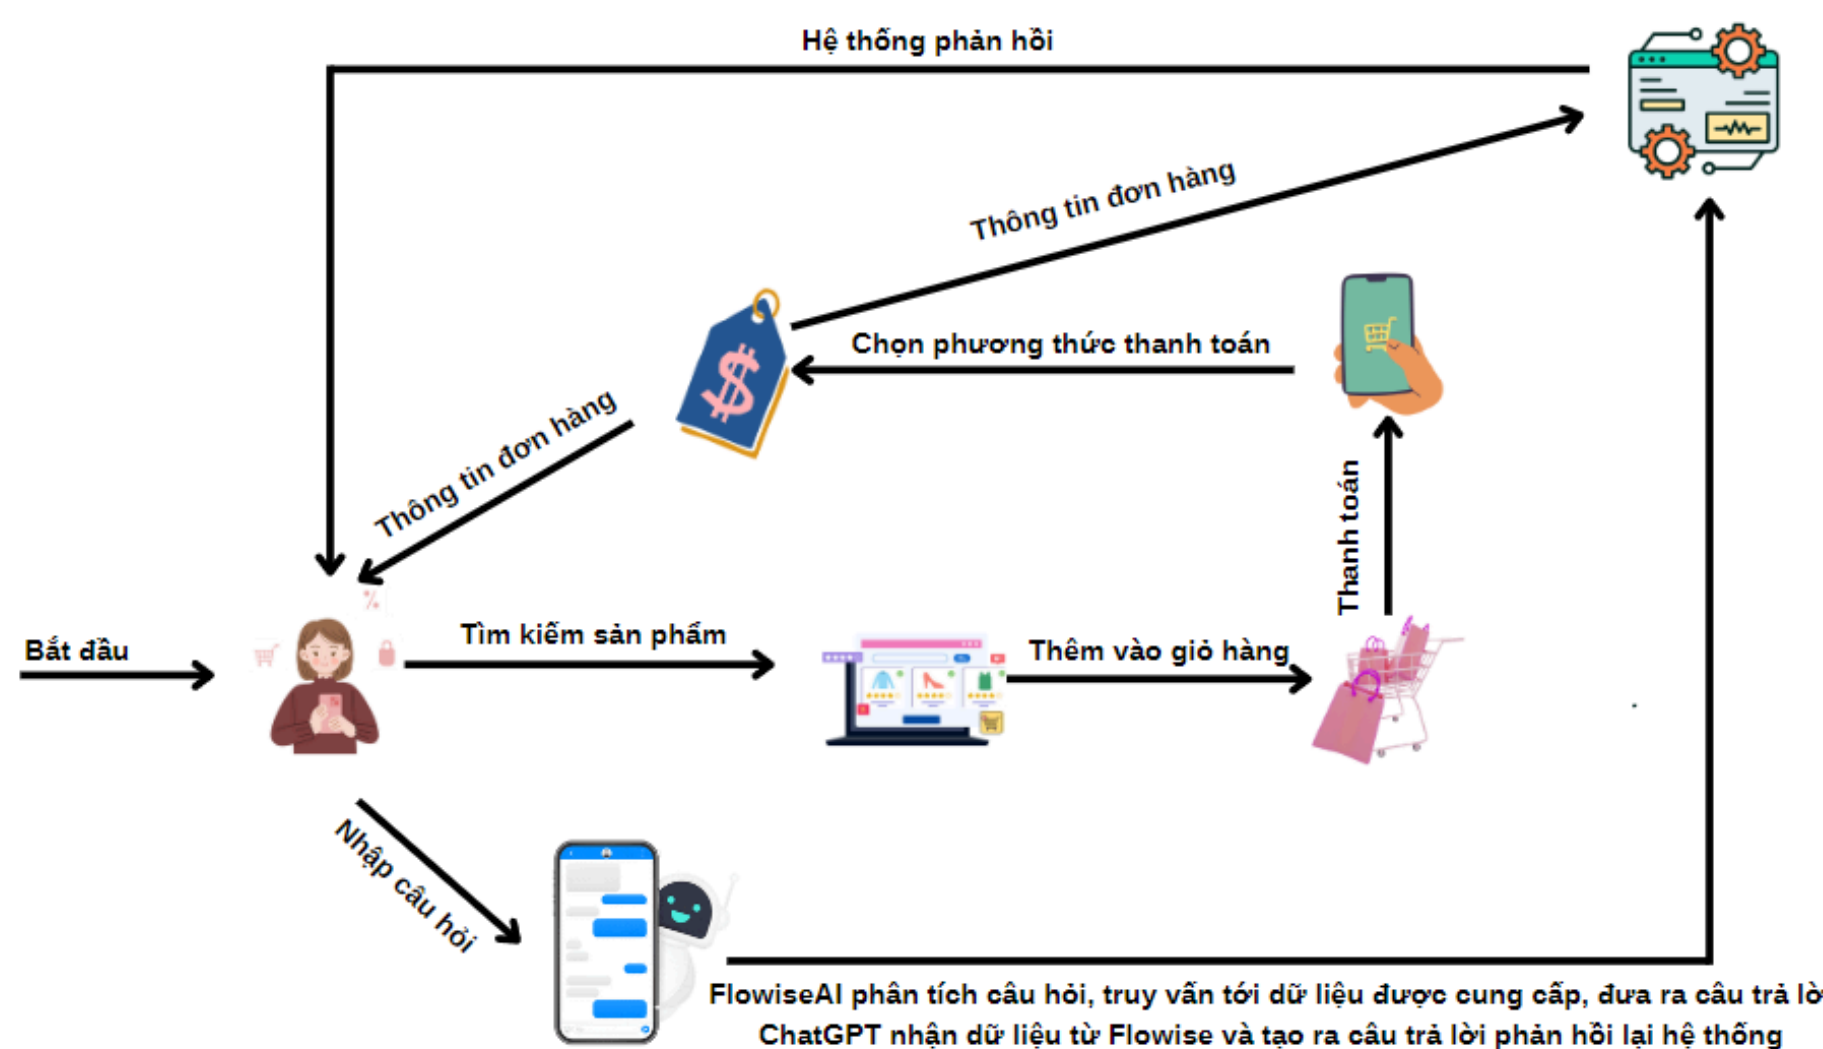 Hệ thống phản hồi
Thông tin đơn hàng
Chọn phương thức thanh toán
Thông tin đơn hàng
Thanh toán
Bắt đầu
Tìm kiếm sản phẩm
Thêm vào giỏ hàng
Nhập câu hỏi
FlowiseAI phân tích câu hỏi, truy vấn tới dữ liệu được cung cấp, đưa ra câu trả lờ
ChatGPT nhận dữ liệu từ Flowise và tạo ra câu trả lời phản hồi lại hệ thống